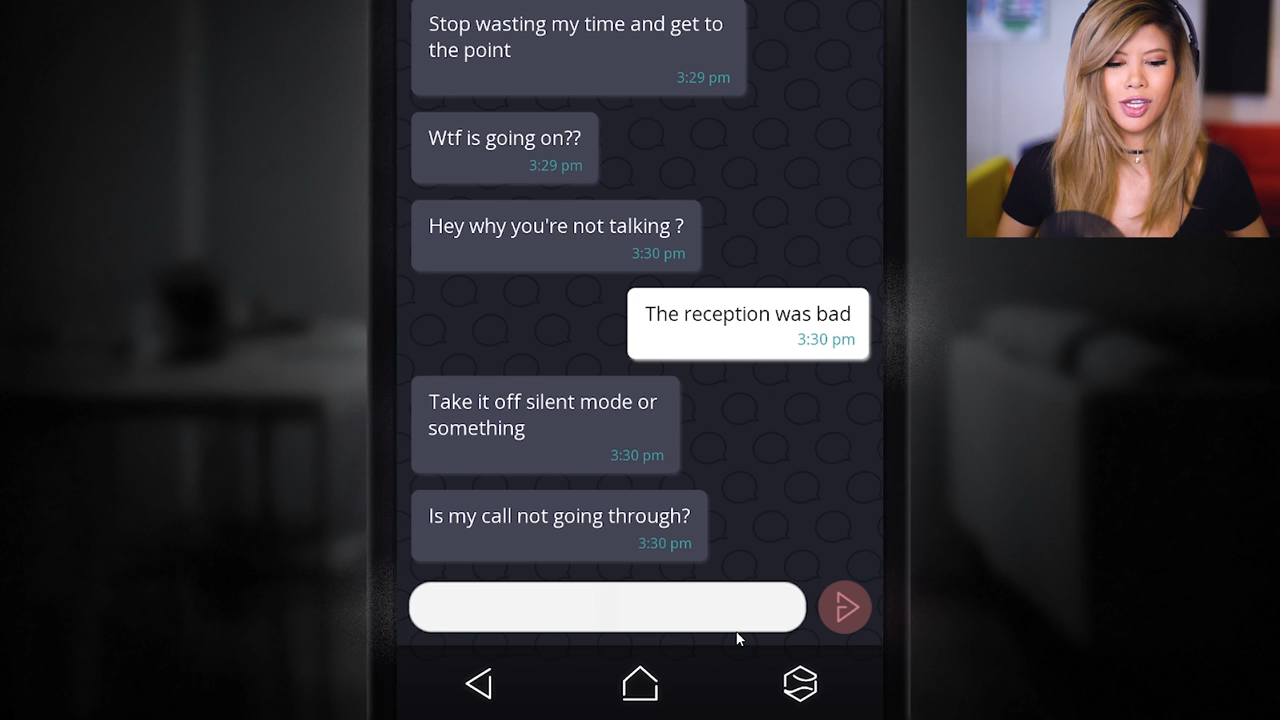 Stop wasting my time and get to
the point
3:29 pm
Wtf is going on??
3:29 pm
Hey why you're not talking ?
3:30 pm
The reception was bad
3:30 pm
Take it off silent mode or
something
3:30 pm
Is my call not going through?
3:30 pm